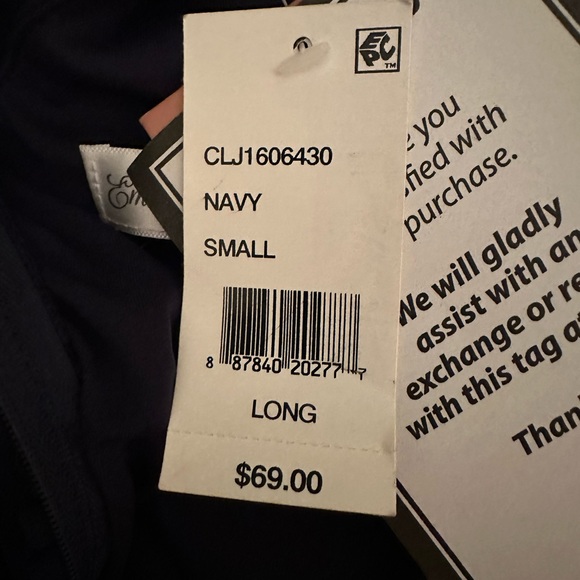 EPC™
CLJ1606430
NAVY
SMALL
8 87840 20277 7
LONG
$69.00
you
fied with
purchase.
We will gladly
assist with an
exchange or re
with this tag a
Than